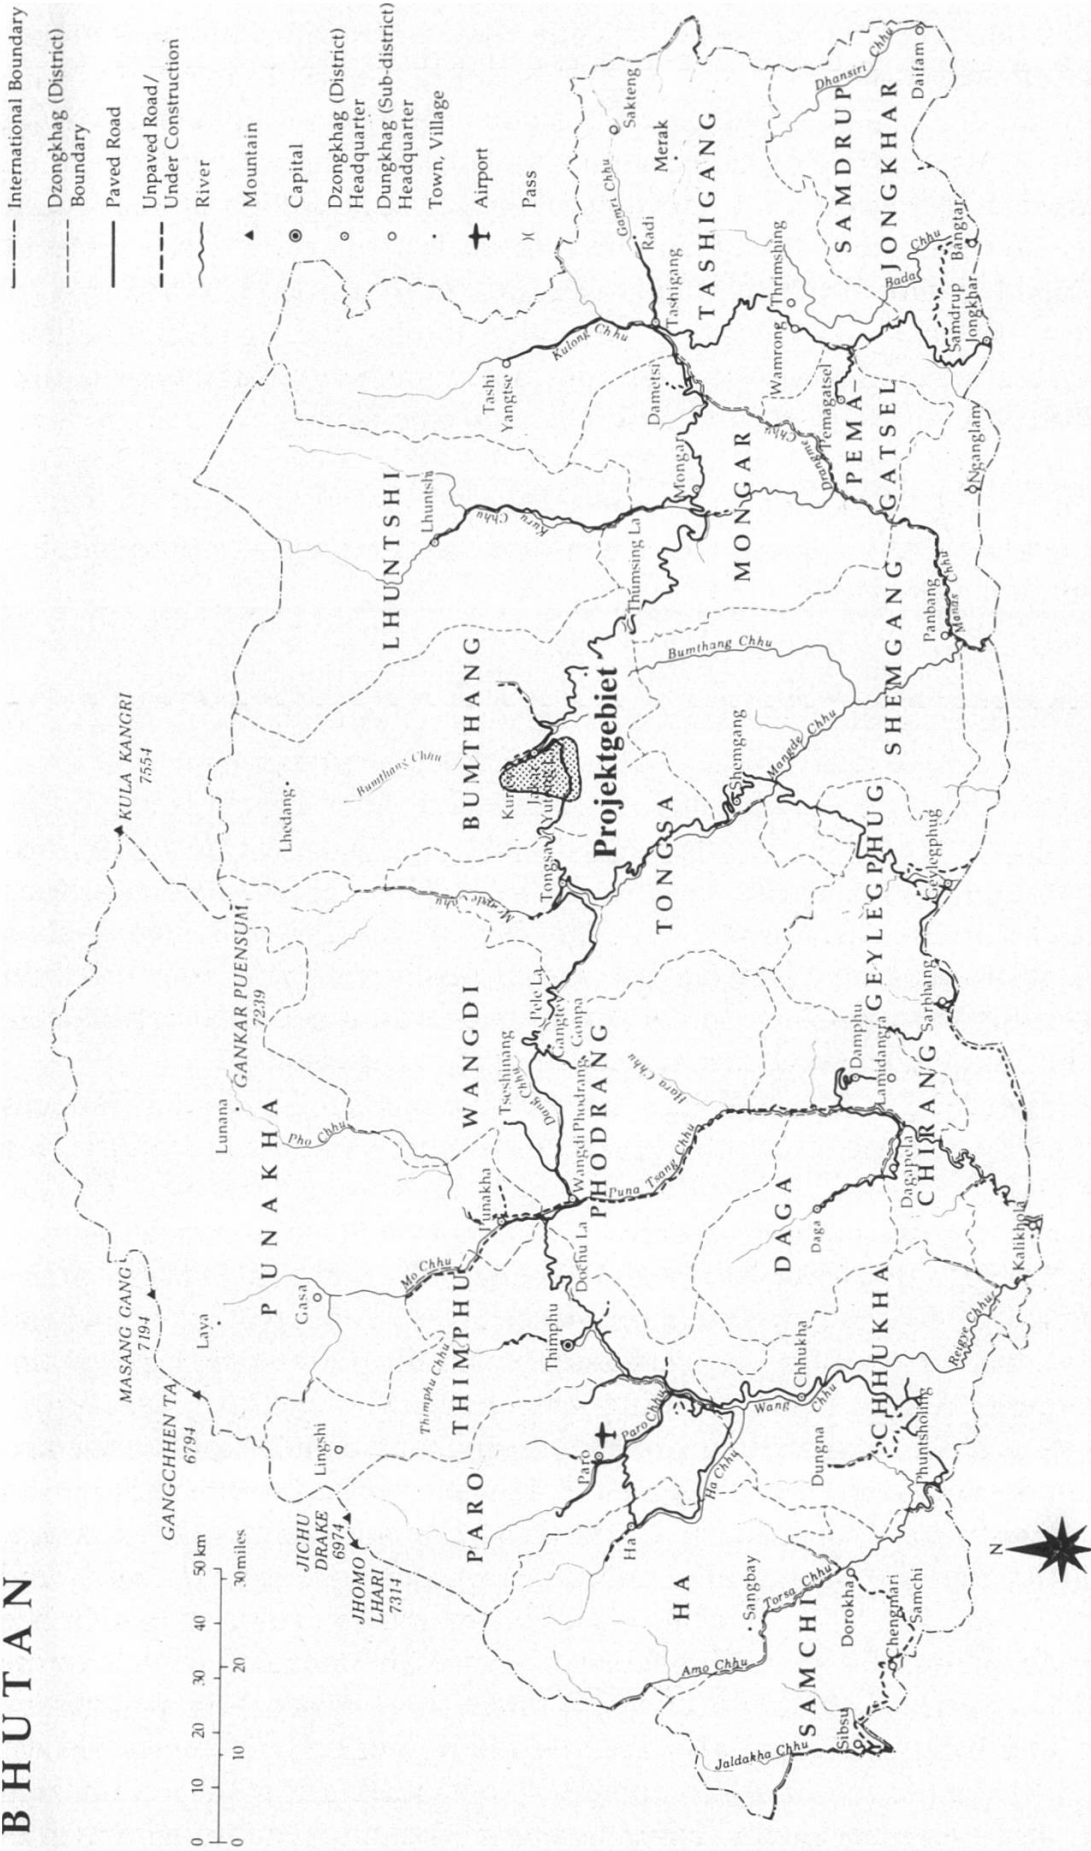 BHUTAN
0 10 20 30 40 50 km
0 10 20 30 miles
International Boundary
Dzongkhag (District)
Boundary
Paved Road
Unpaved Road/
Under Construction
River
Mountain
Capital
Dzongkhag (District)
Headquarter
Dungkhag (Sub-district)
Headquarter
Town, Village
Airport
Pass
KULA KANGRI
7554
GANKAR PUENSUM
7239
MASANG GANG
7194
GANGCHHEN TA
6794
JICHU
DRAKE
6974
JHOMO
LHARI
7314
Laya
Lunana
Lhedang
Gasa
Lingshi
PUNAKHA
Pho Chhu
Mo Chhu
Thimphu Chhu
Punakha
THIMPHU
PARO
WANGDI
PHODRANG
Tseshinang
Dang Chhu
Pele La
Gangtey
Gonpa
Wangdi Phodrang
Dochu La
Thimphu
Paro
Paro Chhu
Ha
Ha Chhu
HA
Sangbay
Amo Chhu
Torsa Chhu
SAMCHI
Dorokha
Chengmari
Samchi
Sibsu
Jaldakha Chhu
Dungna
Chhukha
Wang
Chhu
CHHUKHA
Phuntsholing
Reigye Chhu
Kalikhola
DAGA
Daga
Dagapela
CHIRANG
Damphu
Lamidangra
Puna Tsang Chhu
Hara Chhu
Sarbhang
GEYLEGPHUG
Geylegphug
BUMTHANG
Bumthang Chhu
Projektgebiet
Tongsa
TONGSA
Shemgang
Mangde Chhu
SHEMGANG
Bumthang Chhu
Panbang
Manas Chhu
LHUNTSHI
Lhuntshi
Kuru Chhu
Thumsing La
Mongar
MONGAR
Tashi
Yangtse
Kulong Chhu
Dametsi
Tashigang
Radi
Gamri Chhu
Sakteng
Merak
TASHIGANG
Thrimshing
Wamrong
Pemagatsel
Drangme Chhu
PEMA-
GATSEL
Nganglam
SAMDRUP
JONGKHAR
Dhansiri Chhu
Daifam
Badai Chhu
Bangtar
Samdrup
Jongkhar
N